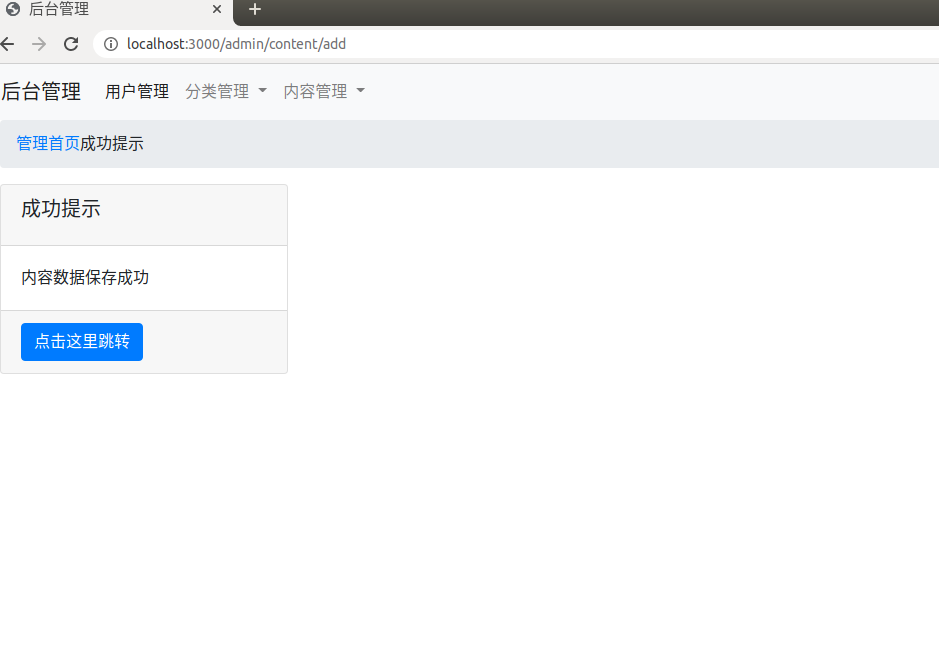 后台管理
localhost:3000/admin/content/add
后台管理 用户管理 分类管理 内容管理
管理首页成功提示
成功提示
内容数据保存成功
点击这里跳转